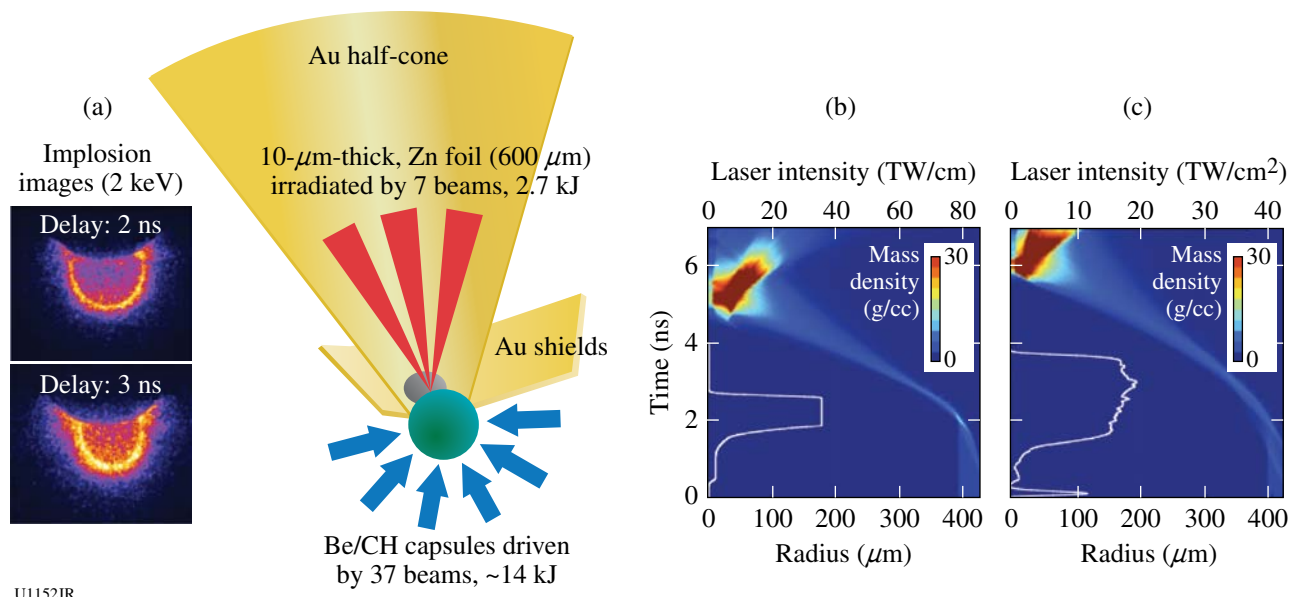 (a)
Implosion
images (2 keV)
Delay: 2 ns
Delay: 3 ns
Au half-cone
10-μm-thick, Zn foil (600 μm)
irradiated by 7 beams, 2.7 kJ
Au shields
Be/CH capsules driven
by 37 beams, ~14 kJ
(b)
Laser intensity (TW/cm)
0 20 40 60 80
Mass
density
(g/cc)
30
0
Time (ns)
6
4
2
0
0 100 200 300 400
Radius (μm)
(c)
Laser intensity (TW/cm2)
0 10 20 30 40
Mass
density
(g/cc)
30
0
0 100 200 300 400
Radius (μm)
U1152JR